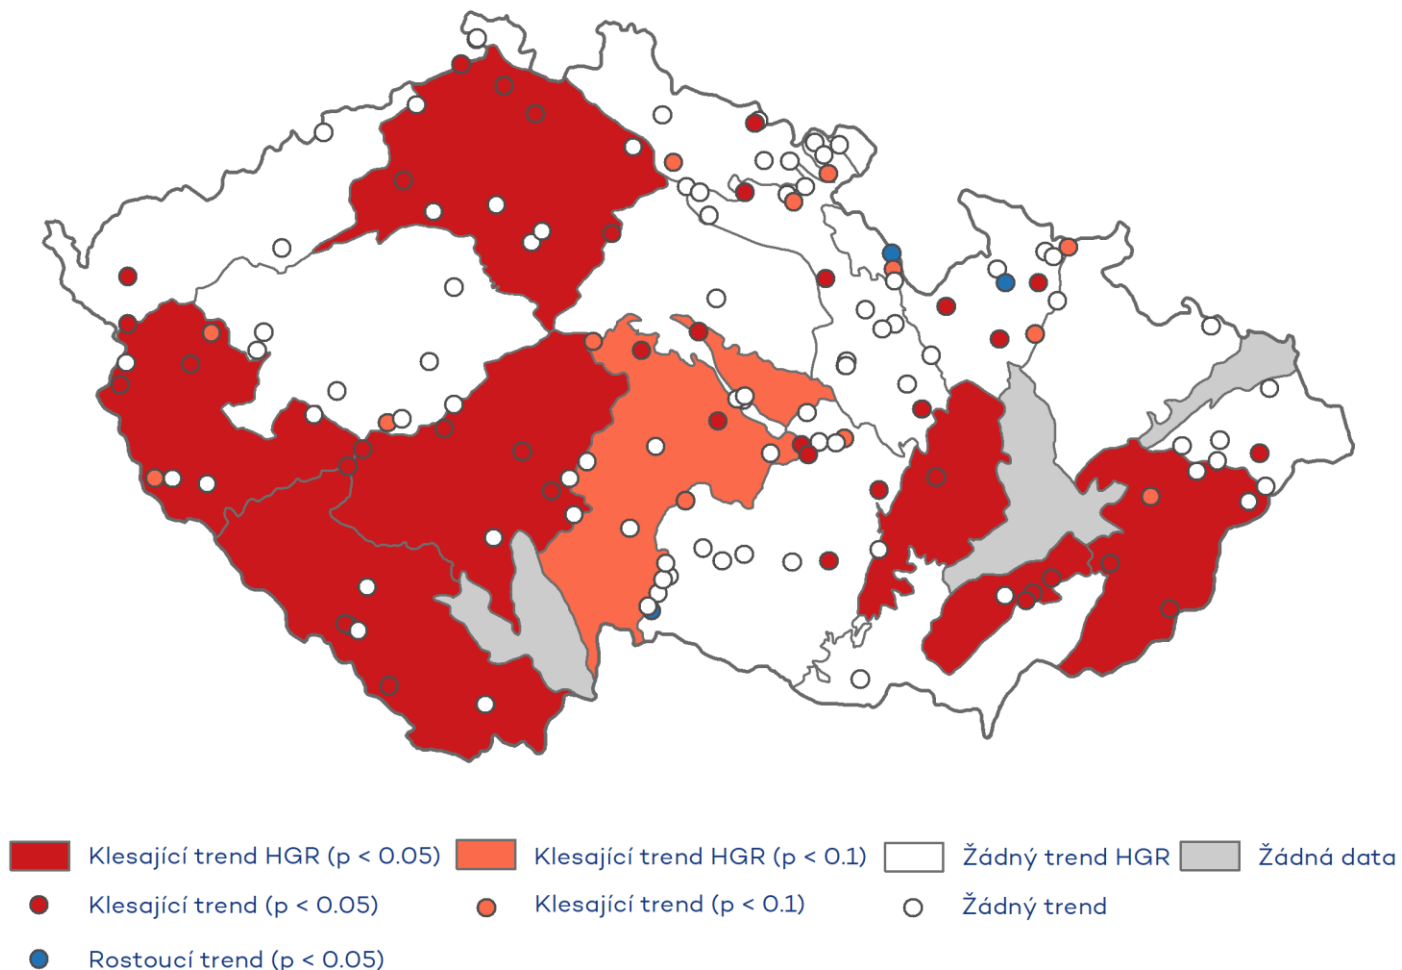 Klesající trend HGR (p < 0.05) Klesající trend HGR (p < 0.1) Žádný trend HGR Žádná data
Klesající trend (p < 0.05) Klesající trend (p < 0.1) Žádný trend
Rostoucí trend (p < 0.05)